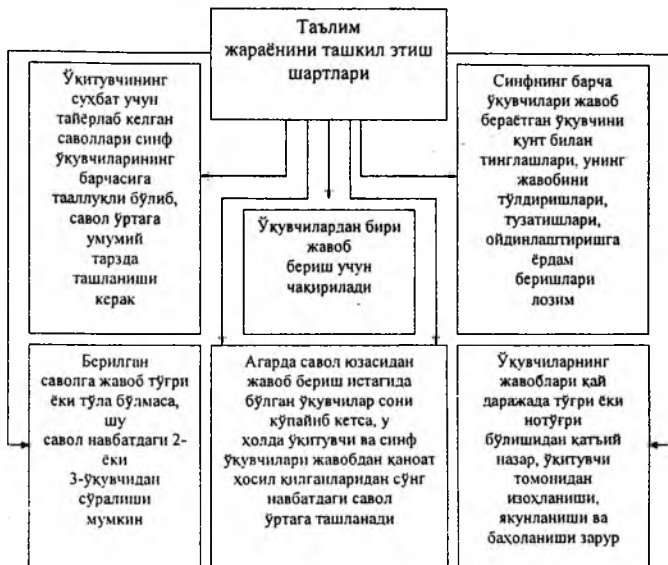 Таълим
жараёнини ташкил этиш
шартлари
Ўқитувчининг
суҳбат учун
тайёрлаб келган
саволлари синф
ўқувчиларининг
барчасига
тааллуқли бўлиб,
савол ўртага
умумий
тарзда
ташланиши
керак
Ўқувчилардан бири
жавоб
бериш учун
чақирилади
Синфнинг барча
ўқувчилари жавоб
бераётган ўқувчини
қунт билан
тинглашлари, унинг
жавобини
тўлдиришлари,
тузатишлари,
ойдинлаштиришга
ёрдам
беришлари
лозим
Берилган
саволга жавоб тўғри
ёки тўла бўлмаса,
шу
савол навбатдаги 2-
ёки
3-ўқувчидан
сўралиши
мумкин
Агарда савол юзасидан
жавоб бериш истагида
бўлган ўқувчилар сони
кўпайиб кетса, у
ҳолда ўқитувчи ва синф
ўқувчилари жавобдан қаноат
ҳосил қилганларидан сўнг
навбатдаги савол
ўртага ташланади
Ўқувчиларнинг
жавоблари қай
даражада тўғри ёки
нотўғри
бўлишидан қатъий
назар, ўқитувчи
томонидан
изоҳланиши,
якунланиши ва
баҳоланиши зарур